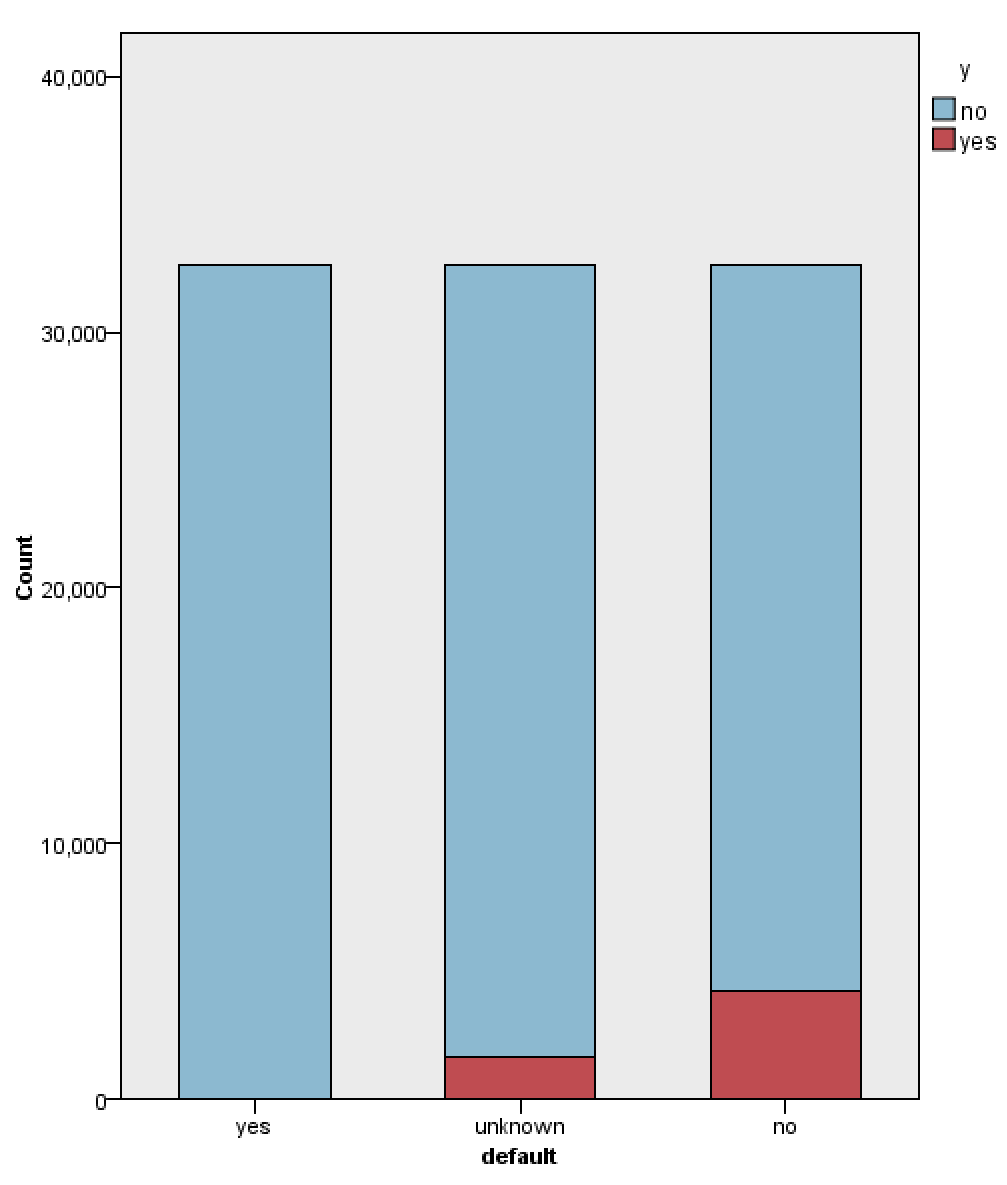 y
no
yes
40,000
30,000
20,000
10,000
0
Count
yes unknown no
default